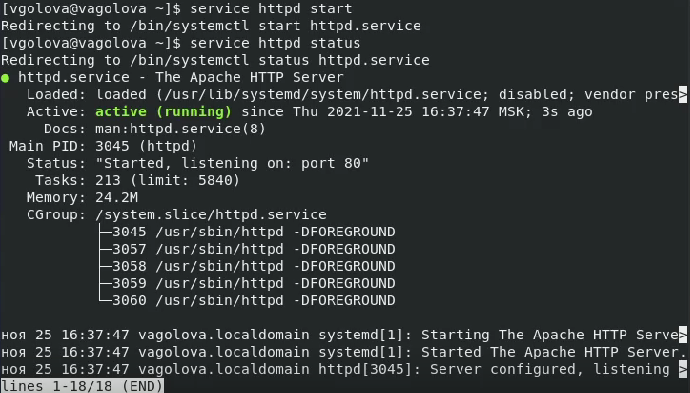 [vgolova@vagolova ~]$ service httpd start
Redirecting to /bin/systemctl start httpd.service
[vgolova@vagolova ~]$ service httpd status
Redirecting to /bin/systemctl status httpd.service
● httpd.service - The Apache HTTP Server
   Loaded: loaded (/usr/lib/systemd/system/httpd.service; disabled; vendor pres>
   Active: active (running) since Thu 2021-11-25 16:37:47 MSK; 3s ago
     Docs: man:httpd.service(8)
 Main PID: 3045 (httpd)
   Status: "Started, listening on: port 80"
    Tasks: 213 (limit: 5840)
   Memory: 24.2M
   CGroup: /system.slice/httpd.service
           ├─3045 /usr/sbin/httpd -DFOREGROUND
           ├─3057 /usr/sbin/httpd -DFOREGROUND
           ├─3058 /usr/sbin/httpd -DFOREGROUND
           ├─3059 /usr/sbin/httpd -DFOREGROUND
           └─3060 /usr/sbin/httpd -DFOREGROUND
ноя 25 16:37:47 vagolova.localdomain systemd[1]: Starting The Apache HTTP Serve>
ноя 25 16:37:47 vagolova.localdomain systemd[1]: Started The Apache HTTP Server.
ноя 25 16:37:47 vagolova.localdomain httpd[3045]: Server configured, listening >
lines 1-18/18 (END)